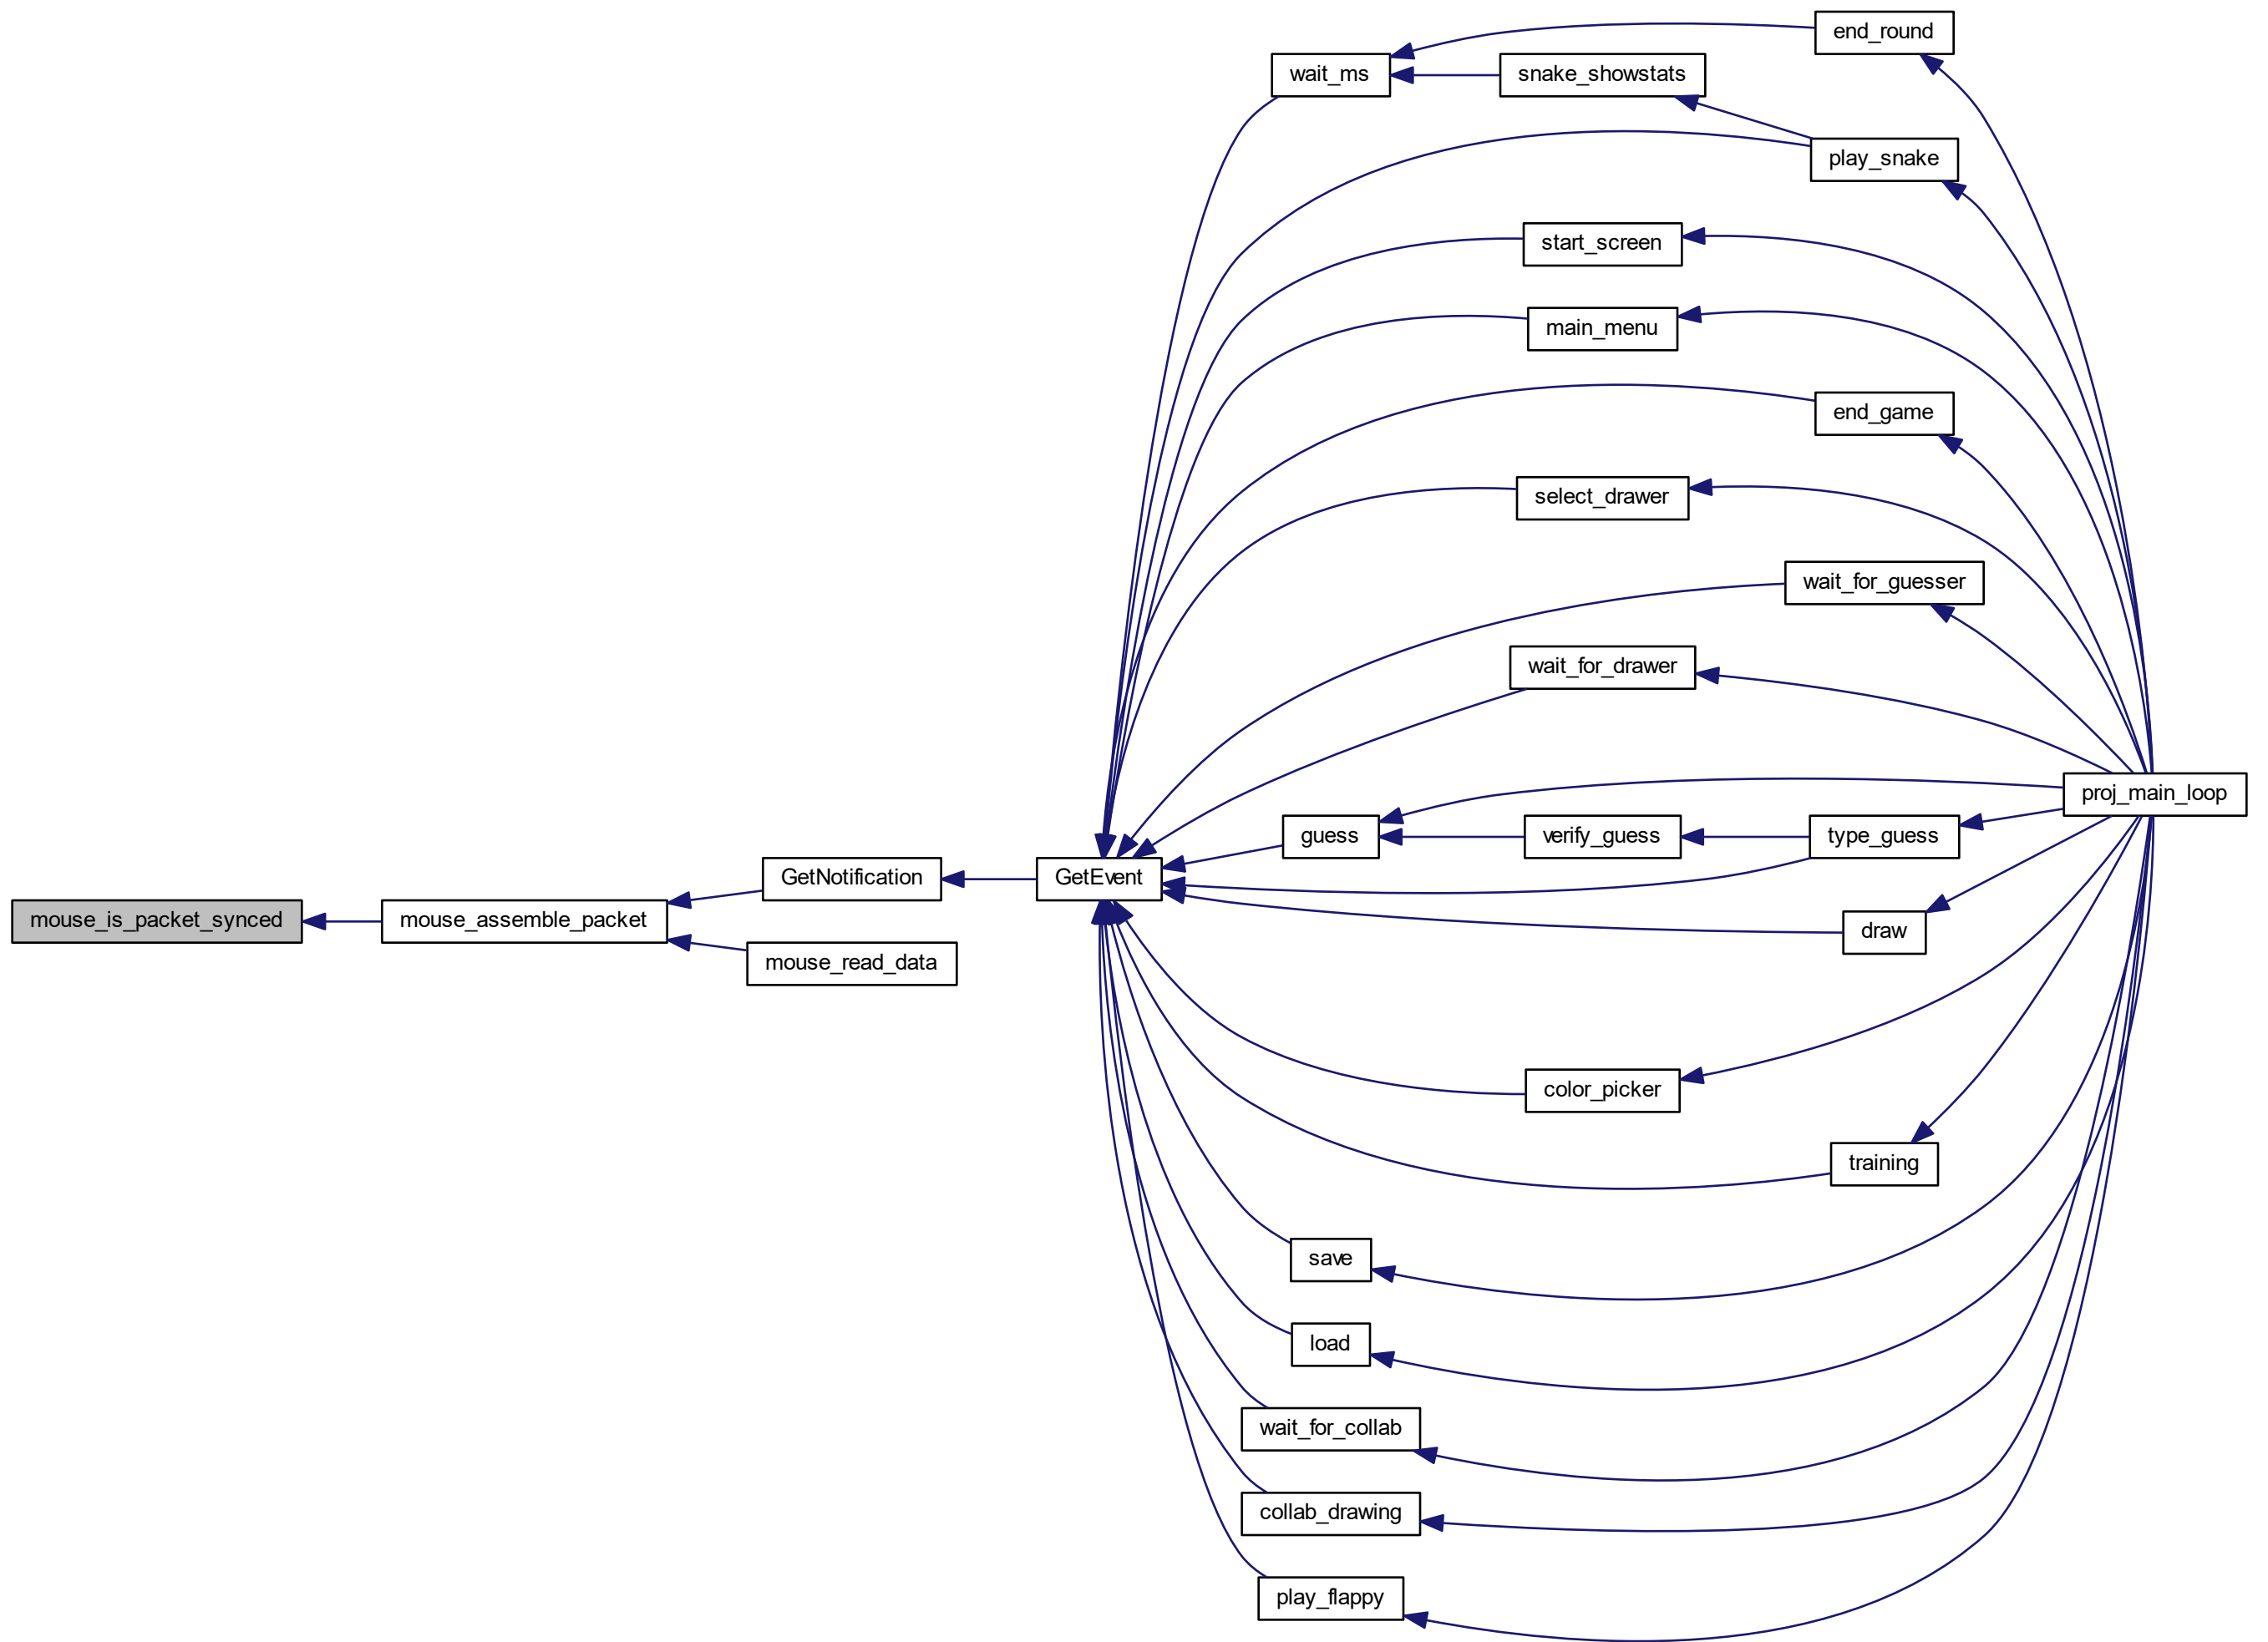 end_round
wait_ms
snake_showstats
play_snake
start_screen
main_menu
end_game
select_drawer
wait_for_guesser
wait_for_drawer
proj_main_loop
guess
verify_guess
type_guess
GetNotification
GetEvent
mouse_is_packet_synced
mouse_assemble_packet
draw
mouse_read_data
color_picker
training
save
load
wait_for_collab
collab_drawing
play_flappy